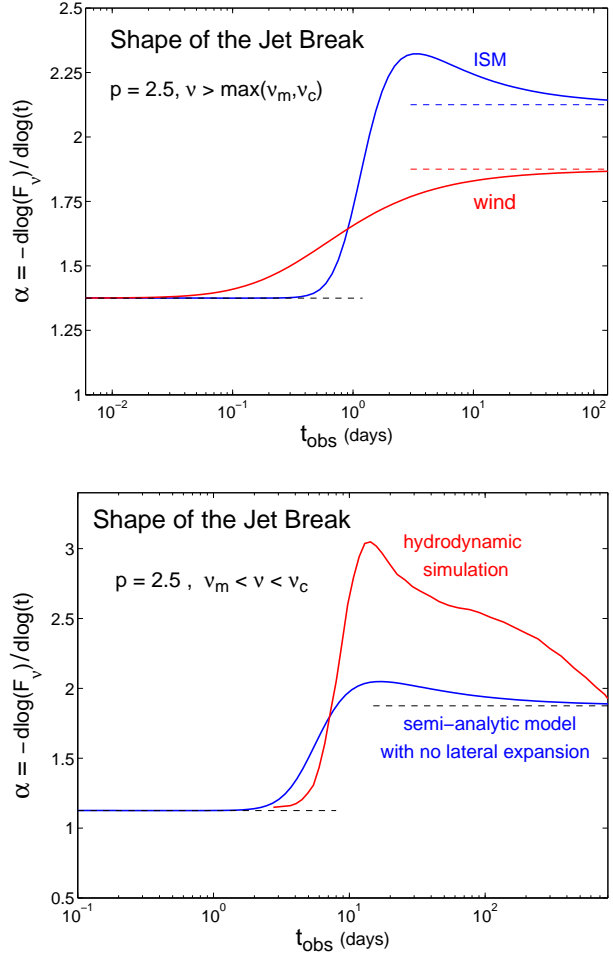 2.5
Shape of the Jet Break
ISM
2.25
p = 2.5, ν > max(ν_m,ν_c)
2
α = −dlog(F_ν)/dlog(t)
1.75
wind
1.5
1.25
1
10^−2 10^−1 10^0 10^1 10^2
t_obs (days)
Shape of the Jet Break
hydrodynamic
simulation
3
p = 2.5 , ν_m < ν < ν_c
2.5
α = −dlog(F_ν)/dlog(t)
2
semi−analytic model
with no lateral expansion
1.5
1
0.5
10^−1 10^0 10^1 10^2
t_obs (days)